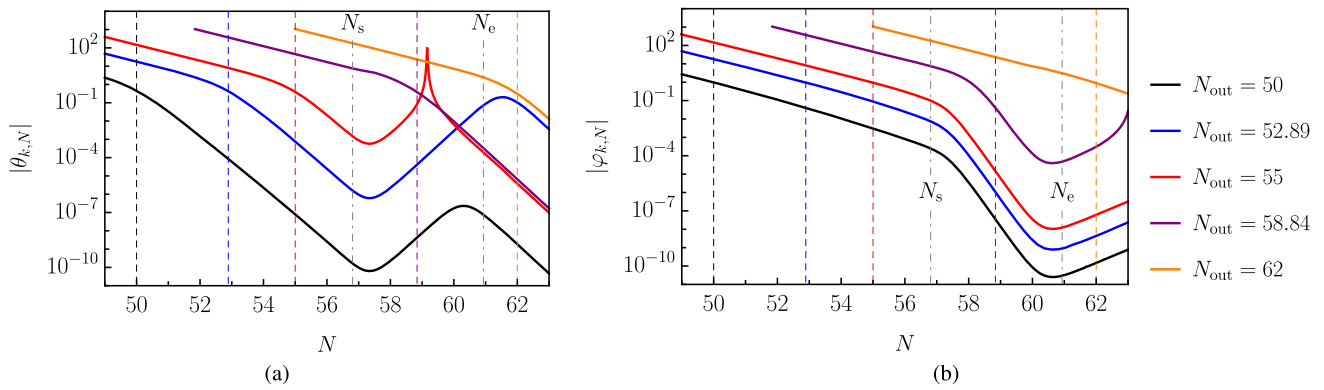 10^2
10^{-1}
10^{-4}
10^{-7}
10^{-10}
|θ_{k,N}|
N_s
N_e
50 52 54 56 58 60 62
N
(a)
10^2
10^{-1}
10^{-4}
10^{-7}
10^{-10}
|φ_{k,N}|
N_s
N_e
50 52 54 56 58 60 62
N
(b)
N_out = 50
N_out = 52.89
N_out = 55
N_out = 58.84
N_out = 62